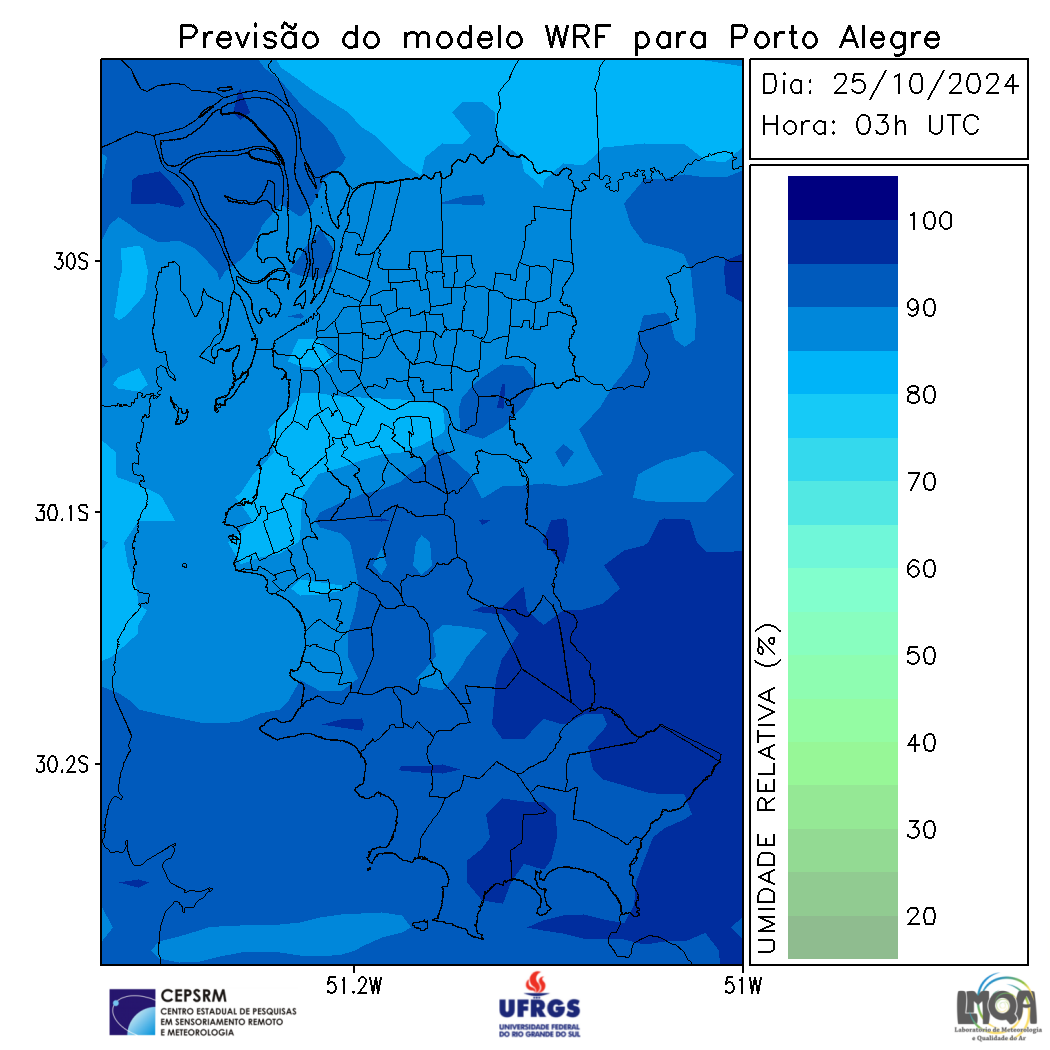 Previsão do modelo WRF para Porto Alegre
Dia: 25/10/2024
Hora: 03h UTC
30S
30.1S
30.2S
51.2W
51W
UMIDADE RELATIVA (%)
100
90
80
70
60
50
40
30
20
CEPSRM
CENTRO ESTADUAL DE PESQUISAS
EM SENSORIAMENTO REMOTO
E METEOROLOGIA
UFRGS
UNIVERSIDADE FEDERAL
DO RIO GRANDE DO SUL
LMQA
Laboratório de Meteorologia
e Qualidade do Ar